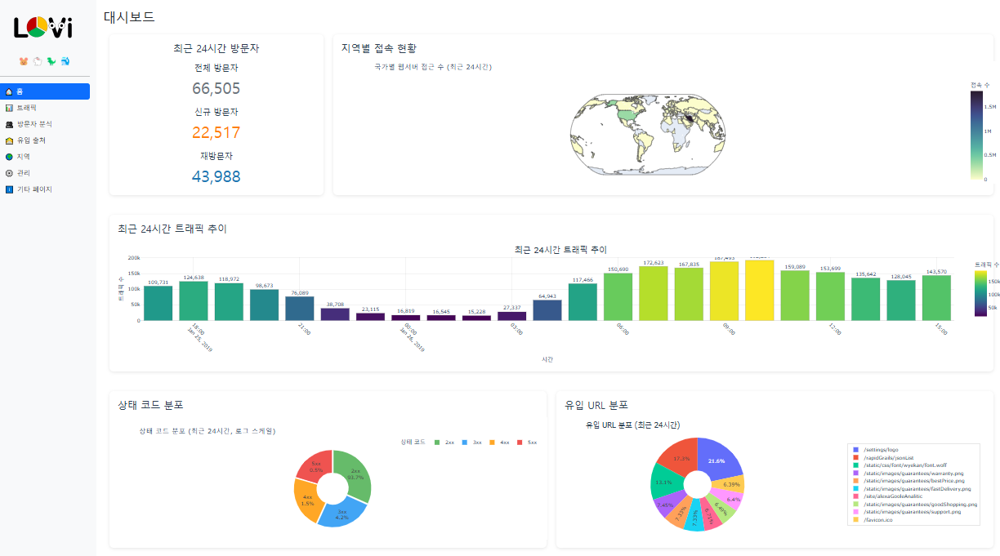 LOVi
대시보드
홈
트래픽
방문자 분석
유입 출처
지역
관리
기타 페이지
최근 24시간 방문자
전체 방문자
66,505
신규 방문자
22,517
재방문자
43,988
지역별 접속 현황
국가별 웹서버 접근 수 (최근 24시간)
접속 수
1.5M
1M
0.5M
0
최근 24시간 트래픽 추이
최근 24시간 트래픽 추이
트래픽 수
200k
150k
100k
50k
0
109,731
124,638
118,972
98,673
76,089
38,708
23,115
16,819
16,545
15,228
27,337
64,943
117,466
150,690
172,623
167,835
187,493
159,089
153,699
135,642
128,045
143,570
18:00
Jan 25, 2019
21:00
00:00
Jan 26, 2019
03:00
06:00
09:00
12:00
15:00
시간
트래픽 수
150k
100k
50k
상태 코드 분포
상태 코드 분포 (최근 24시간, 로그 스케일)
상태 코드
2xx
3xx
4xx
5xx
5xx
0.5%
2xx
93.7%
4xx
1.5%
3xx
4.2%
유입 URL 분포
유입 URL 분포 (최근 24시간)
17.3%
21.6%
13.1%
6.39%
6.4%
7.46%
6.49%
7.33%
7.33%
6.71%
/settings/logo
/rapidGrails/jsonList
/static/css/font/wyekan/font.woff
/static/images/guarantees/warranty.png
/static/images/guarantees/bestPrice.png
/static/images/guarantees/fastDelivery.png
/site/alexaGooleAnalitic
/static/images/guarantees/goodShopping.png
/static/images/guarantees/support.png
/favicon.ico